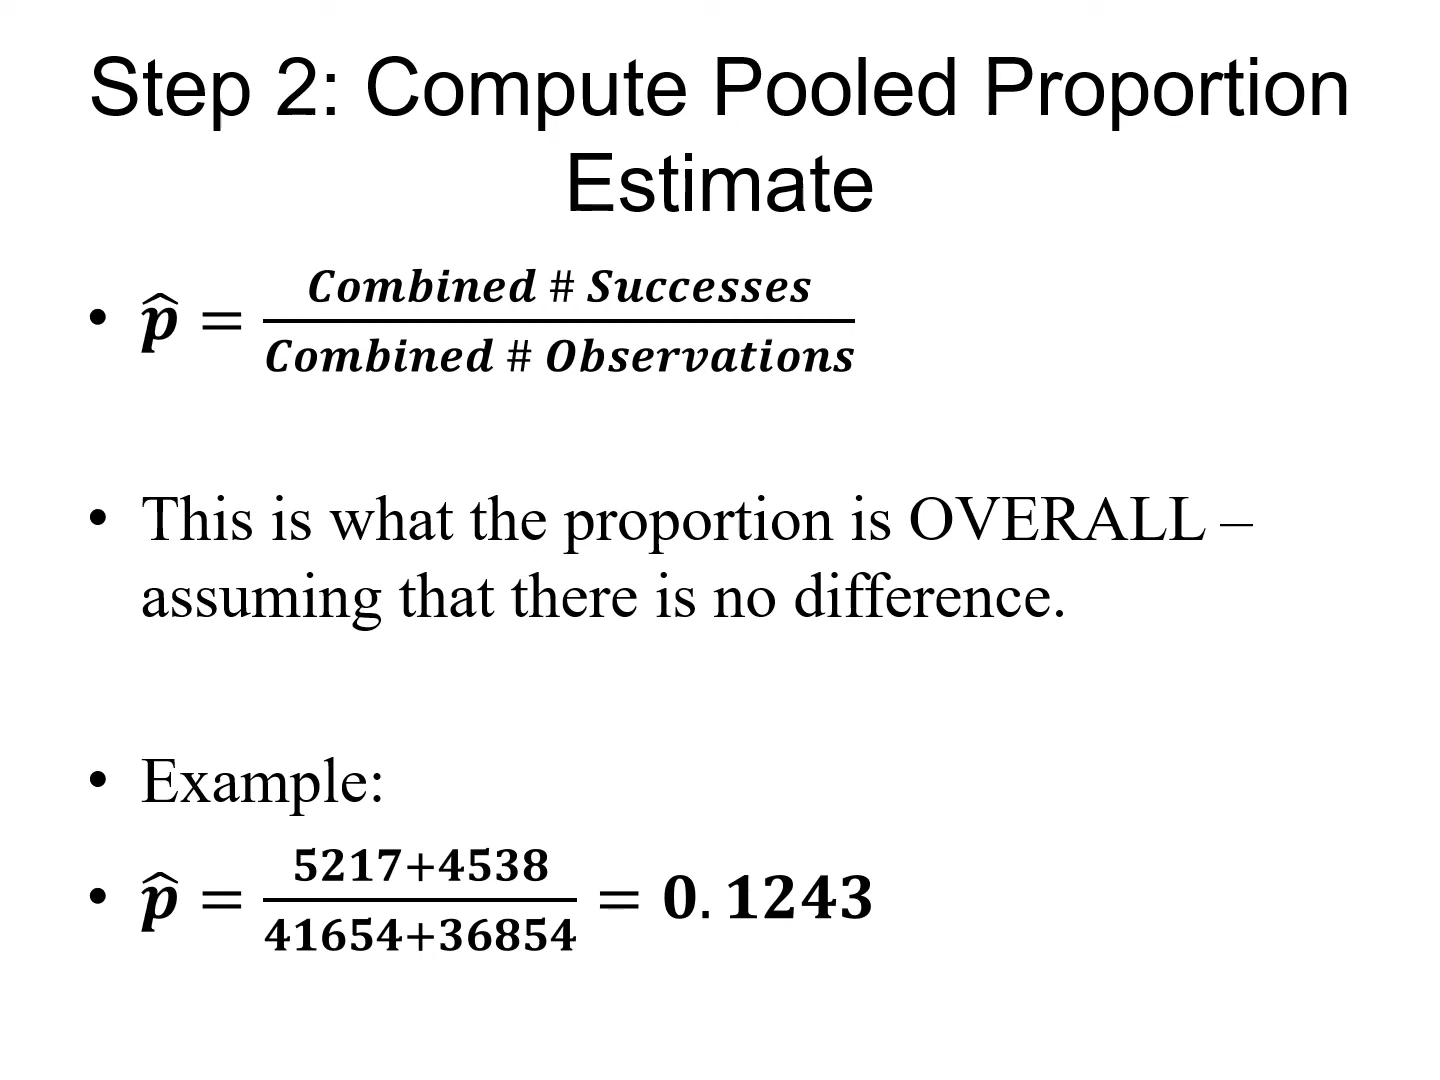 Step 2: Compute Pooled Proportion
Estimate
• p̂ = Combined # Successes / Combined # Observations
• This is what the proportion is OVERALL –
assuming that there is no difference.
• Example:
• p̂ = 5217+4538 / 41654+36854 = 0.1243